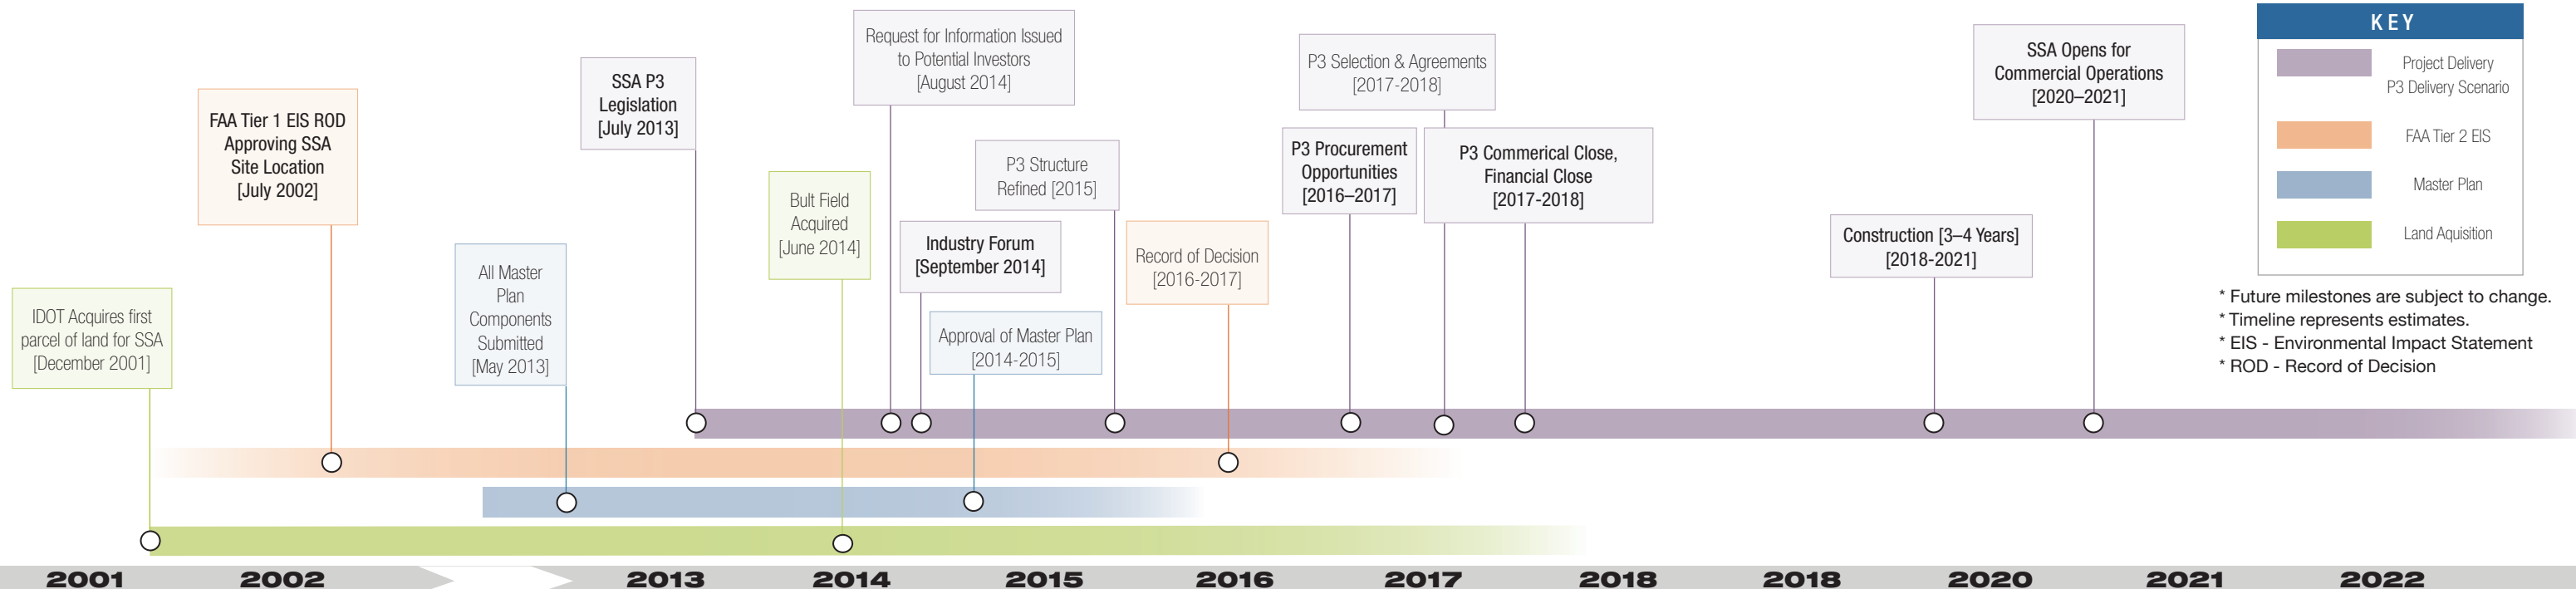 IDOT Acquires first
parcel of land for SSA
[December 2001]
FAA Tier 1 EIS ROD
Approving SSA
Site Location
[July 2002]
All Master
Plan
Components
Submitted
[May 2013]
SSA P3
Legislation
[July 2013]
Bult Field
Acquired
[June 2014]
Request for Information Issued
to Potential Investors
[August 2014]
Industry Forum
[September 2014]
Approval of Master Plan
[2014-2015]
P3 Structure
Refined [2015]
Record of Decision
[2016-2017]
P3 Procurement
Opportunities
[2016–2017]
P3 Selection & Agreements
[2017-2018]
P3 Commerical Close,
Financial Close
[2017-2018]
Construction [3–4 Years]
[2018-2021]
SSA Opens for
Commercial Operations
[2020–2021]
KEY
Project Delivery
P3 Delivery Scenario
FAA Tier 2 EIS
Master Plan
Land Aquisition
* Future milestones are subject to change.
* Timeline represents estimates.
* EIS - Environmental Impact Statement
* ROD - Record of Decision
2001 2002 2013 2014 2015 2016 2017 2018 2018 2020 2021 2022